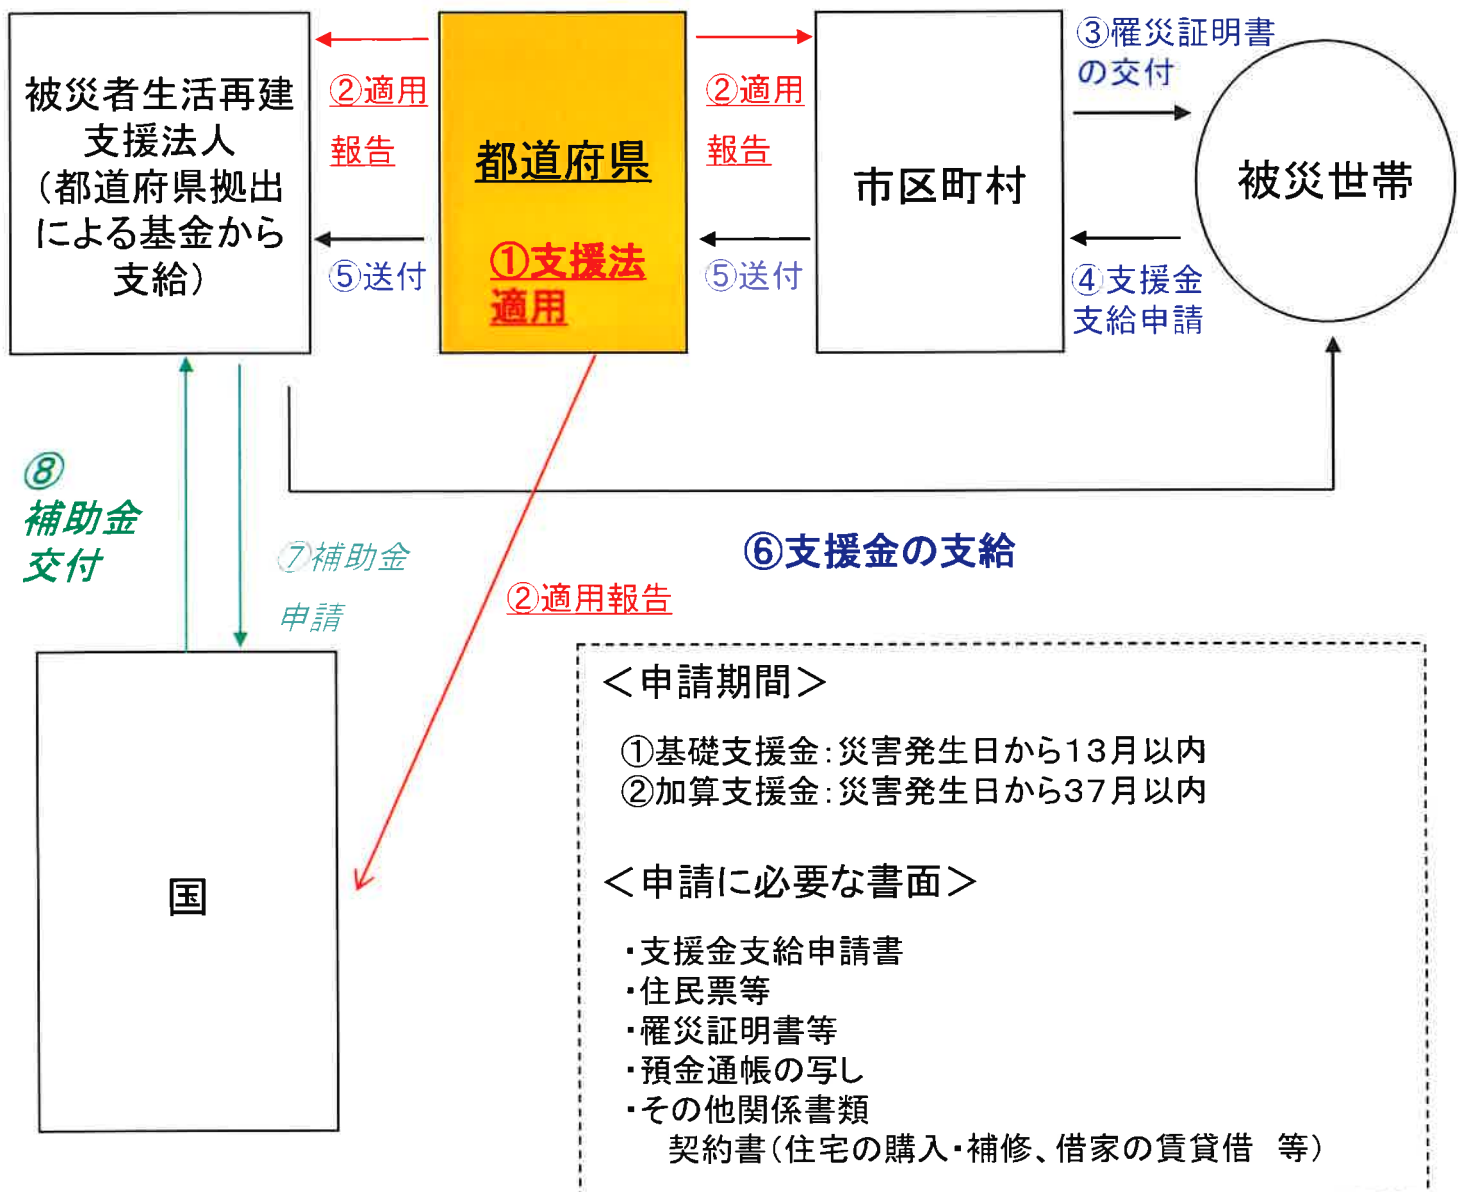 被災者生活再建
支援法人
（都道府県拠出
による基金から
支給）
②適用
報告
⑤送付
都道府県
①支援法
適用
②適用
報告
⑤送付
市区町村
③罹災証明書
の交付
④支援金
支給申請
被災世帯
⑧
補助金
交付
⑦補助金
申請
②適用報告
⑥支援金の支給
国
＜申請期間＞
①基礎支援金：災害発生日から13月以内
②加算支援金：災害発生日から37月以内
＜申請に必要な書面＞
・支援金支給申請書
・住民票等
・罹災証明書等
・預金通帳の写し
・その他関係書類
契約書（住宅の購入・補修、借家の賃貸借　等）